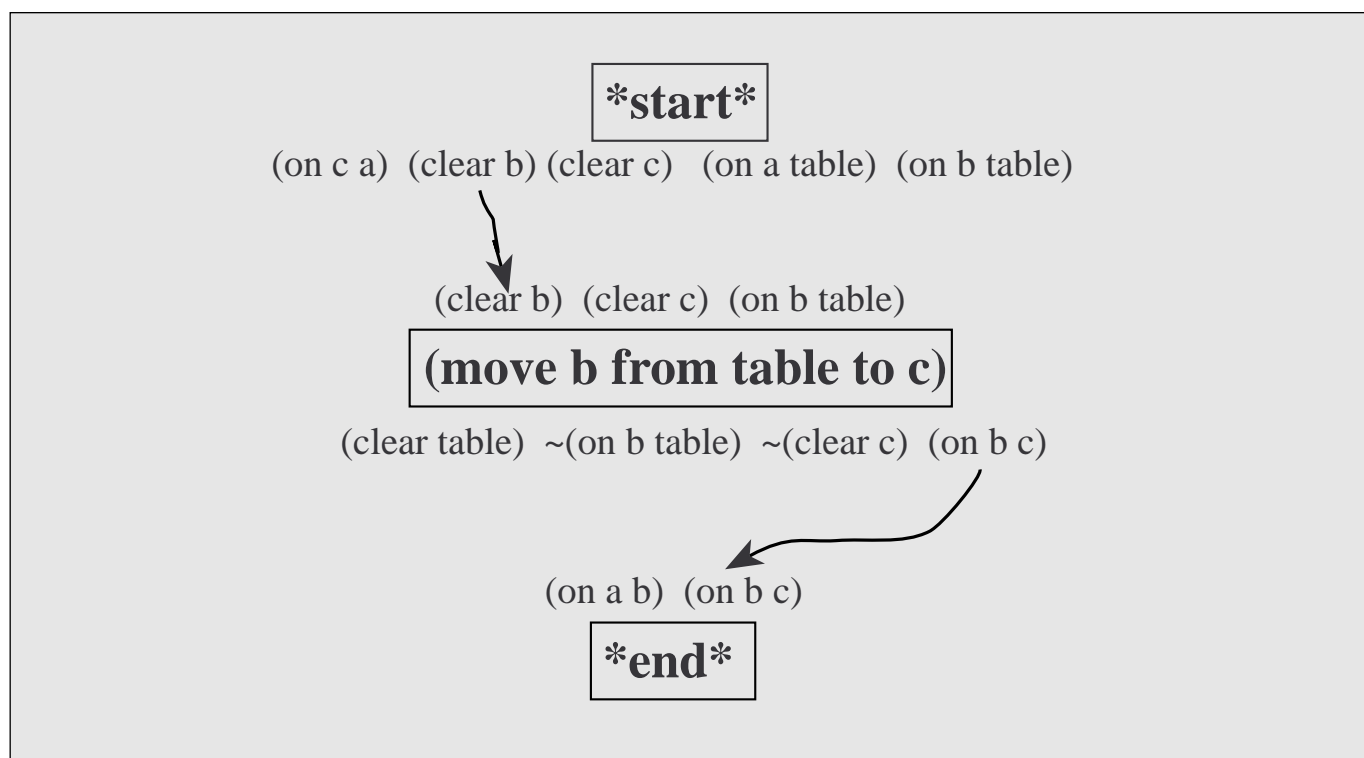 *start*
(on c a) (clear b) (clear c) (on a table) (on b table)
(clear b) (clear c) (on b table)
(move b from table to c)
(clear table) ~(on b table) ~(clear c) (on b c)
(on a b) (on b c)
*end*